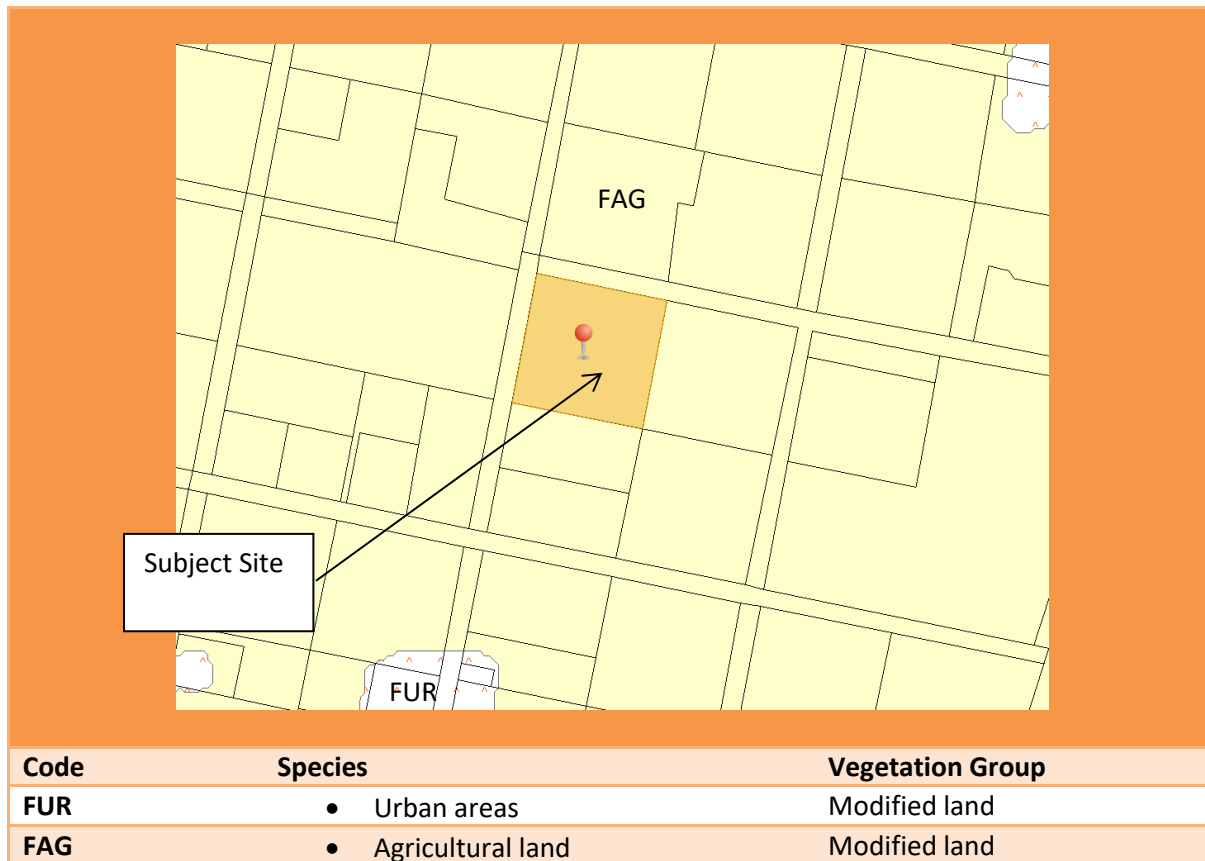 FAG
Subject Site
FUR
Code Species Vegetation Group
FUR • Urban areas Modified land
FAG • Agricultural land Modified land